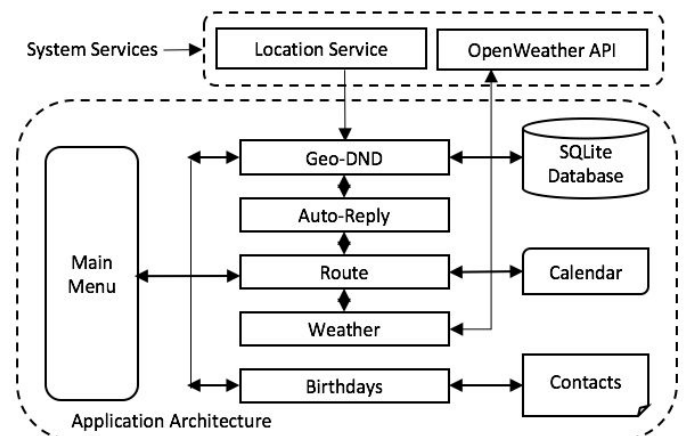 System Services
Location Service
OpenWeather API
Geo-DND
SQLite
Database
Auto-Reply
Main
Menu
Route
Calendar
Weather
Birthdays
Contacts
Application Architecture